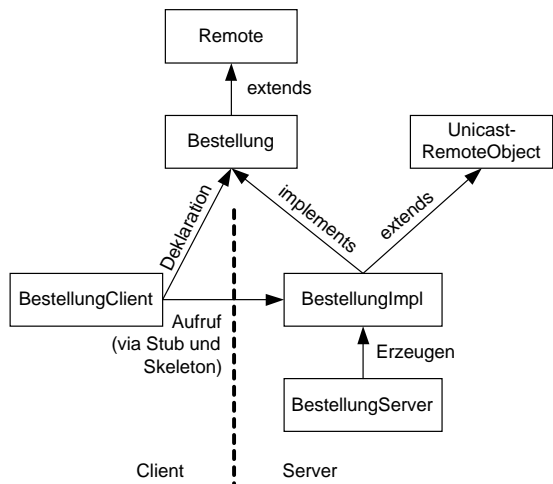 Remote
extends
Bestellung
Unicast-
RemoteObject
Deklaration
implements
extends
BestellungClient
BestellungImpl
Aufruf
(via Stub und
Skeleton)
Erzeugen
BestellungServer
Client
Server